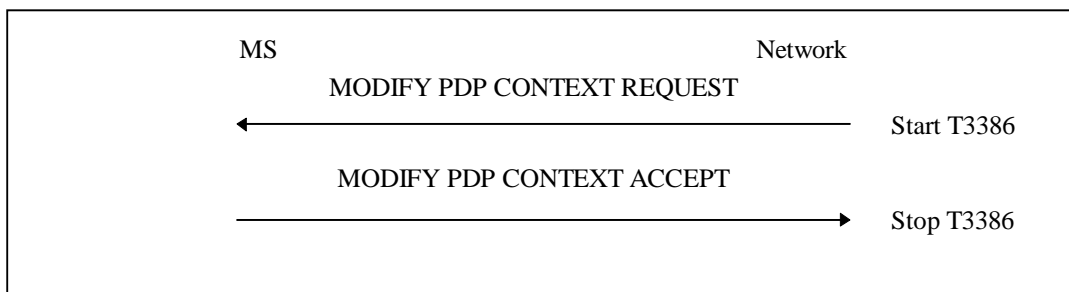 MS Network
MODIFY PDP CONTEXT REQUEST
Start T3386
MODIFY PDP CONTEXT ACCEPT
Stop T3386